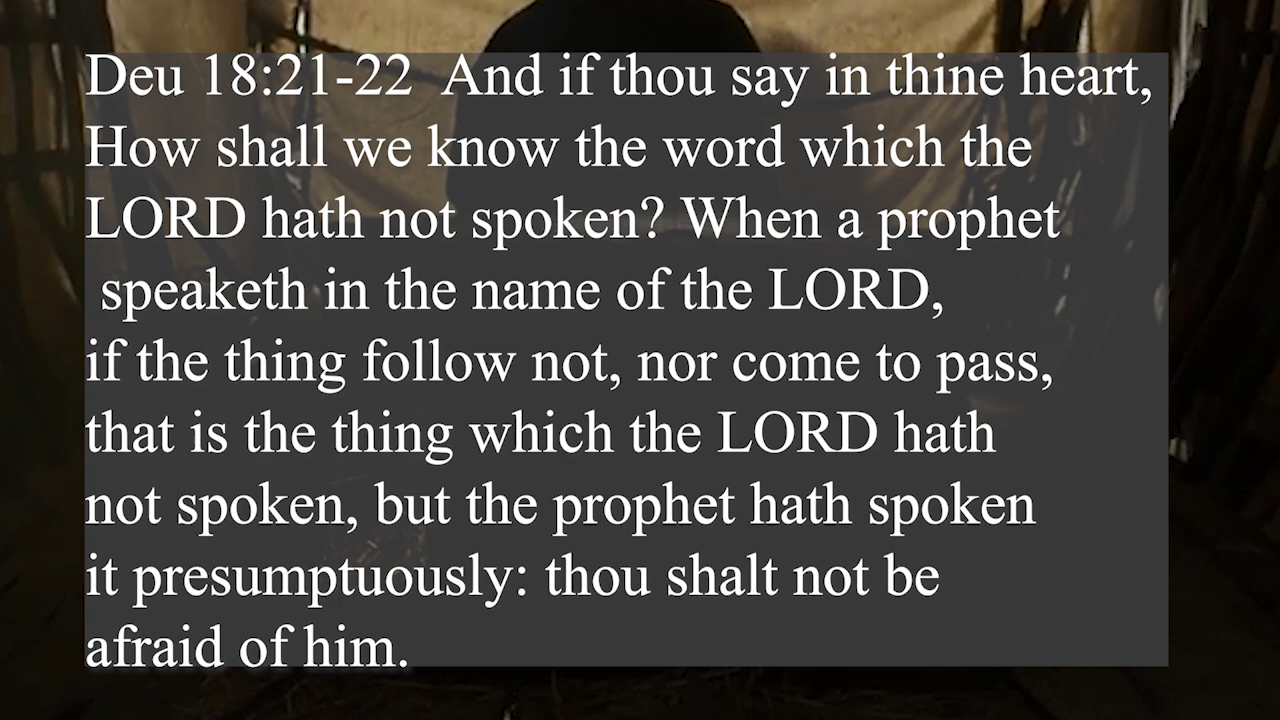 Deu 18:21-22  And if thou say in thine heart,
How shall we know the word which the
LORD hath not spoken? When a prophet
speaketh in the name of the LORD,
if the thing follow not, nor come to pass,
that is the thing which the LORD hath
not spoken, but the prophet hath spoken
it presumptuously: thou shalt not be
afraid of him.